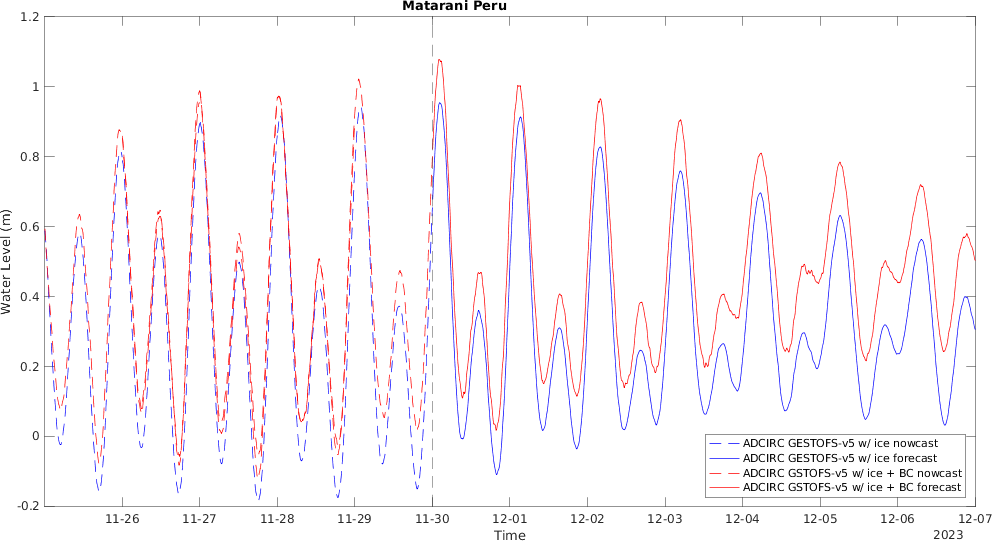 Matarani Peru
1.2
1
0.8
0.6
0.4
0.2
0
-0.2
Water Level (m)
ADCIRC GESTOFS-v5 w/ ice nowcast
ADCIRC GESTOFS-v5 w/ ice forecast
ADCIRC GSTOFS-v5 w/ ice + BC nowcast
ADCIRC GSTOFS-v5 w/ ice + BC forecast
11-26 11-27 11-28 11-29 11-30 12-01 12-02 12-03 12-04 12-05 12-06 12-07
Time
2023